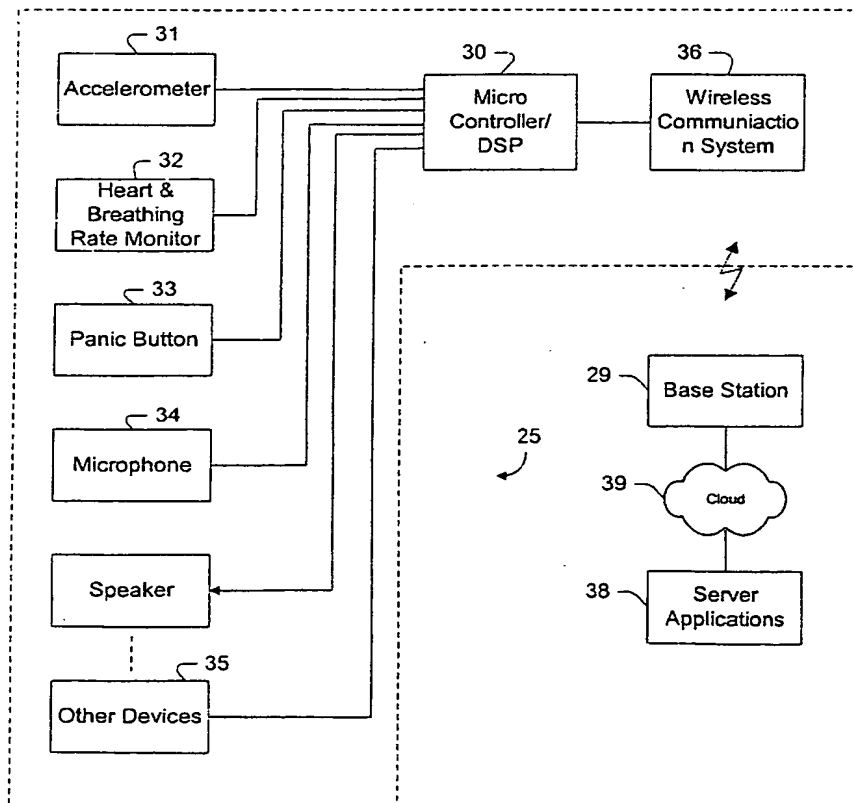 31
Accelerometer
30
Micro
Controller/
DSP
36
Wireless
Communiactio
n System
32
Heart &
Breathing
Rate Monitor
33
Panic Button
34
Microphone
Speaker
35
Other Devices
29
Base Station
25
39
Cloud
38
Server
Applications